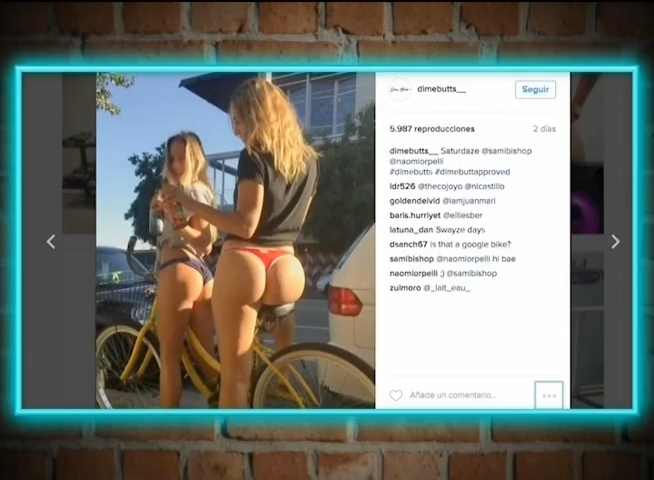 dimebutts__
Seguir
5.987 reproducciones
2 días
dimebutts__ Saturdaze @samibishop
@naomiorpelli
#dimebutts #dimebuttapproved
ldr526 @thecojoyo @nicastillo
goldendeivid @iamjuanmari
baris.hurriyet @elliesber
latuna_dan Swayze days
dsanch67 is that a google bike?
samibishop @naomiorpelli hi bae
naomiorpelli ;) @samibishop
zulmoro @_lait_eau_
Añade un comentario...